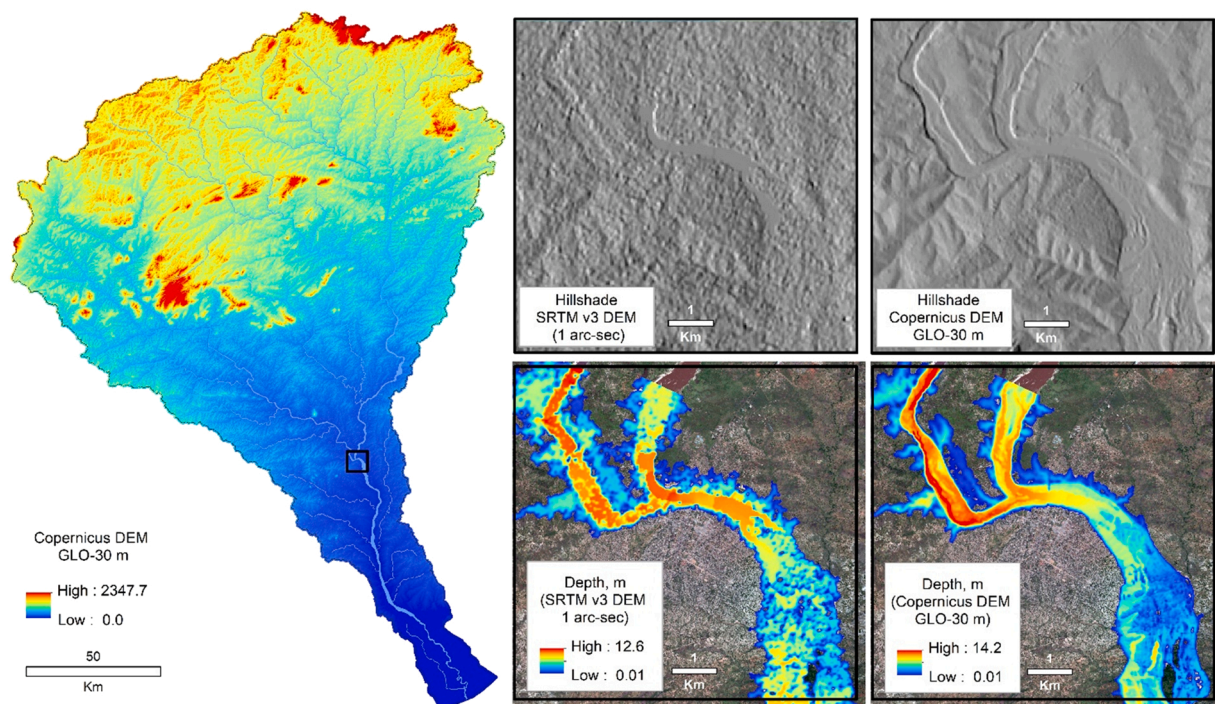 Copernicus DEM
GLO-30 m
High : 2347.7
Low : 0.0
50
Km
Hillshade
SRTM v3 DEM
(1 arc-sec)
1
Km
Hillshade
Copernicus DEM
GLO-30 m
1
Km
Depth, m
(SRTM v3 DEM
1 arc-sec)
High : 12.6
Low : 0.01
1
Km
Depth, m
(Copernicus DEM
GLO-30 m)
High : 14.2
Low : 0.01
1
Km